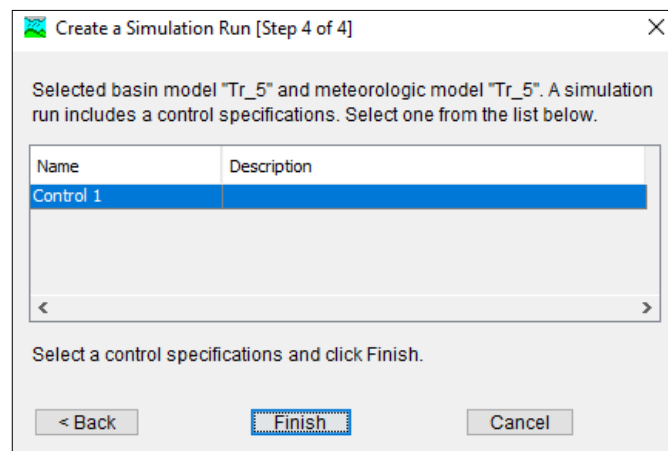 Create a Simulation Run [Step 4 of 4]
Selected basin model "Tr_5" and meteorologic model "Tr_5". A simulation
run includes a control specifications. Select one from the list below.
Name Description
Control 1
Select a control specifications and click Finish.
< Back Finish Cancel